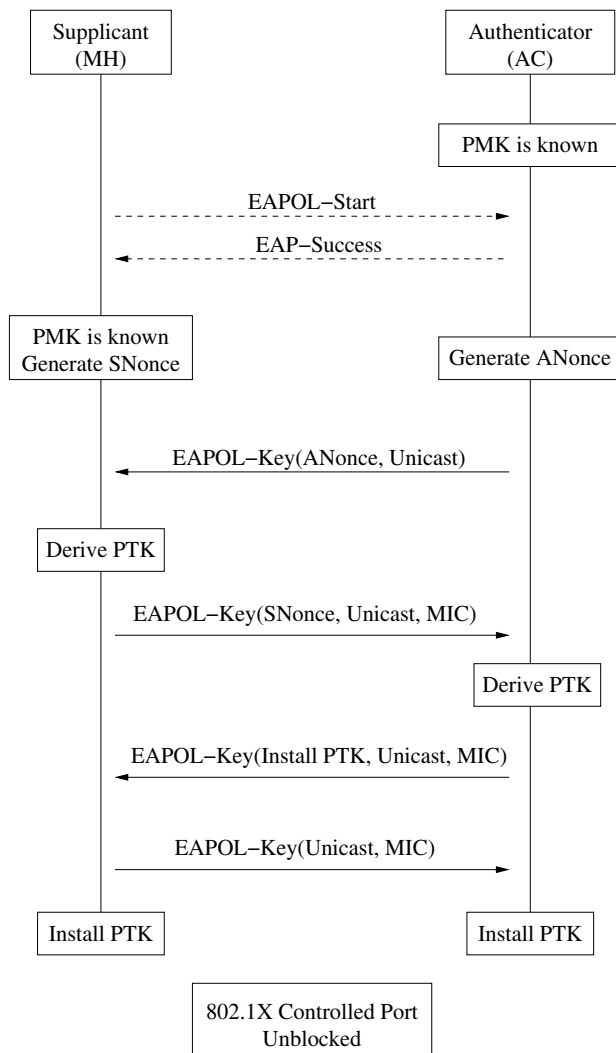 Supplicant
(MH)
Authenticator
(AC)
PMK is known
EAPOL−Start
EAP−Success
PMK is known
Generate SNonce
Generate ANonce
EAPOL−Key(ANonce, Unicast)
Derive PTK
EAPOL−Key(SNonce, Unicast, MIC)
Derive PTK
EAPOL−Key(Install PTK, Unicast, MIC)
EAPOL−Key(Unicast, MIC)
Install PTK
Install PTK
802.1X Controlled Port
Unblocked